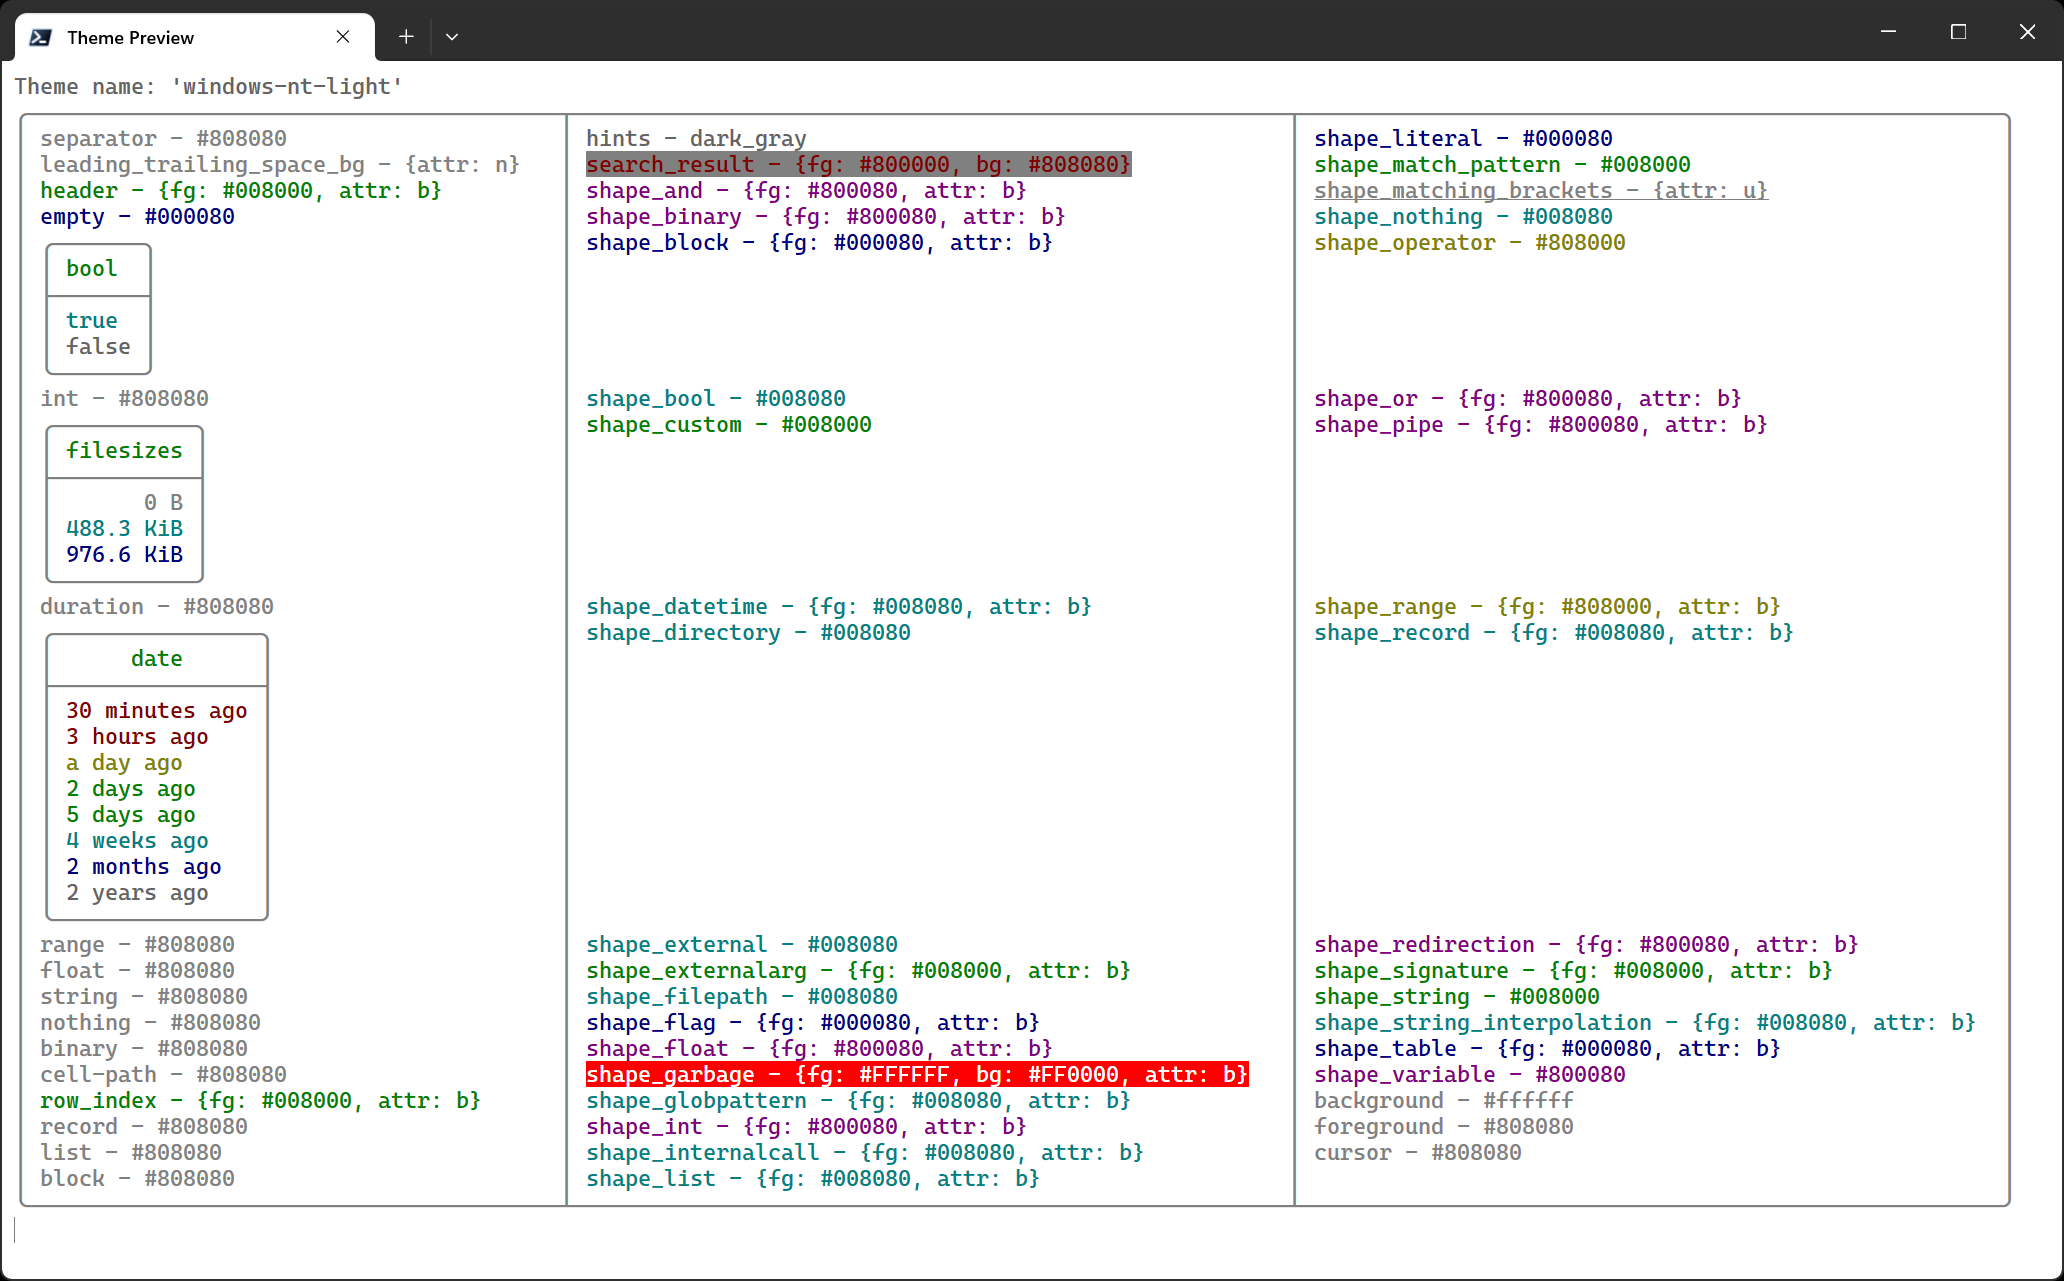 Theme Preview
Theme name: 'windows-nt-light'
separator - #808080
leading_trailing_space_bg - {attr: n}
header - {fg: #008000, attr: b}
empty - #000080
bool
true
false
int - #808080
filesizes
0 B
488.3 KiB
976.6 KiB
duration - #808080
date
30 minutes ago
3 hours ago
a day ago
2 days ago
5 days ago
4 weeks ago
2 months ago
2 years ago
range - #808080
float - #808080
string - #808080
nothing - #808080
binary - #808080
cell-path - #808080
row_index - {fg: #008000, attr: b}
record - #808080
list - #808080
block - #808080
hints - dark_gray
search_result - {fg: #800000, bg: #808080}
shape_and - {fg: #800080, attr: b}
shape_binary - {fg: #800080, attr: b}
shape_block - {fg: #000080, attr: b}
shape_bool - #008080
shape_custom - #008000
shape_datetime - {fg: #008080, attr: b}
shape_directory - #008080
shape_external - #008080
shape_externalarg - {fg: #008000, attr: b}
shape_filepath - #008080
shape_flag - {fg: #000080, attr: b}
shape_float - {fg: #800080, attr: b}
shape_garbage - {fg: #FFFFFF, bg: #FF0000, attr: b}
shape_globpattern - {fg: #008080, attr: b}
shape_int - {fg: #800080, attr: b}
shape_internalcall - {fg: #008080, attr: b}
shape_list - {fg: #008080, attr: b}
shape_literal - #000080
shape_match_pattern - #008000
shape_matching_brackets - {attr: u}
shape_nothing - #008080
shape_operator - #808000
shape_or - {fg: #800080, attr: b}
shape_pipe - {fg: #800080, attr: b}
shape_range - {fg: #808000, attr: b}
shape_record - {fg: #008080, attr: b}
shape_redirection - {fg: #800080, attr: b}
shape_signature - {fg: #008000, attr: b}
shape_string - #008000
shape_string_interpolation - {fg: #008080, attr: b}
shape_table - {fg: #000080, attr: b}
shape_variable - #800080
background - #ffffff
foreground - #808080
cursor - #808080